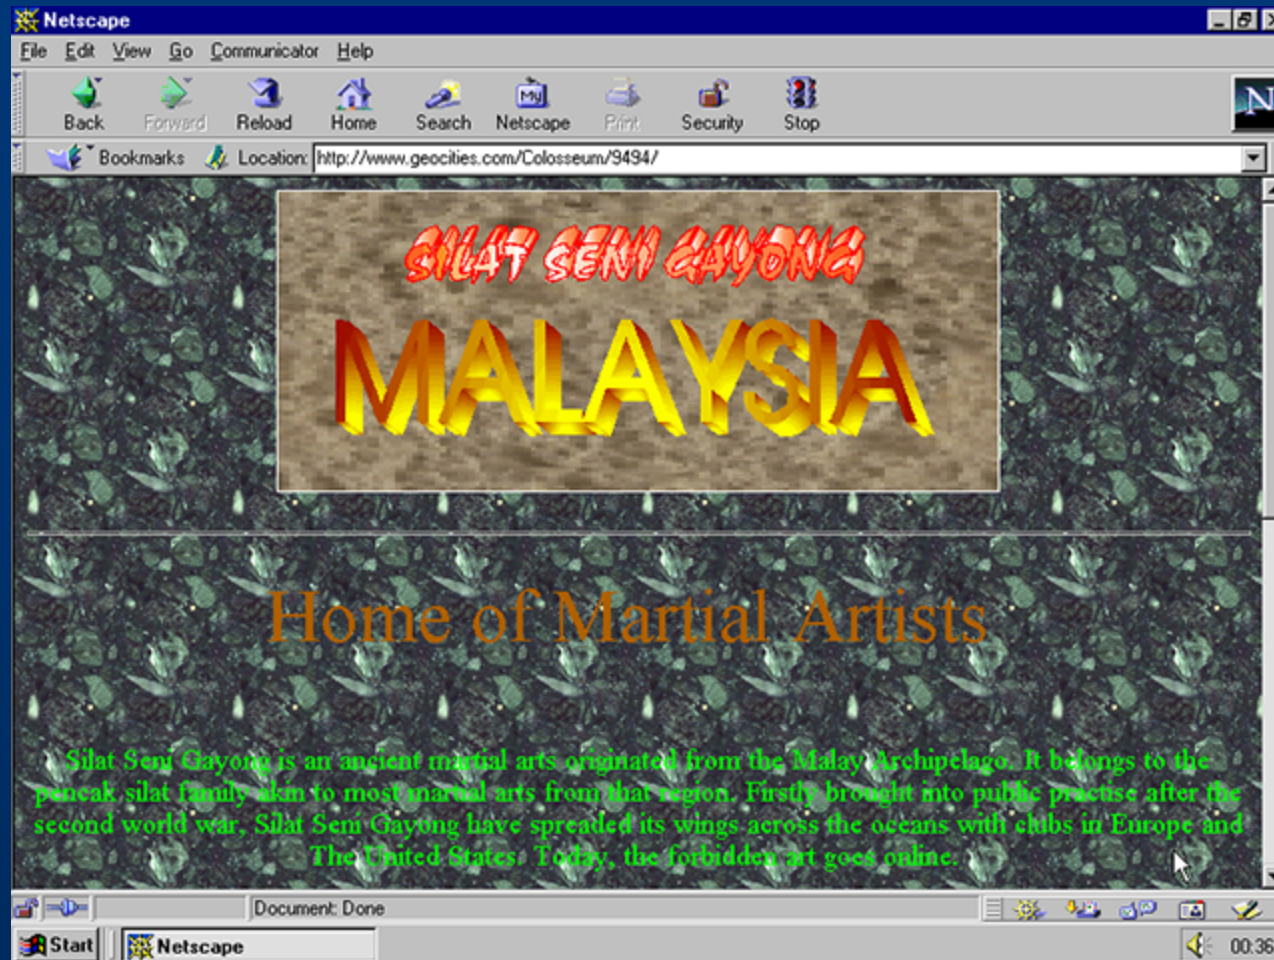 Netscape
File Edit View Go Communicator Help
Back Forward Reload Home Search Netscape Print Security Stop
My
N
Bookmarks Location: http://www.geocities.com/Colosseum/9494/
SILAT SENI GAYONG
MALAYSIA
Home of Martial Artists
Silat Seni Gayong is an ancient martial arts originated from the Malay Archipelago. It belongs to the
pencak silat family akin to most martial arts from that region. Firstly brought into public practise after the
second world war, Silat Seni Gayong have spreaded its wings across the oceans with clubs in Europe and
The United States. Today, the forbidden art goes online.
Document: Done
Start Netscape 00:36